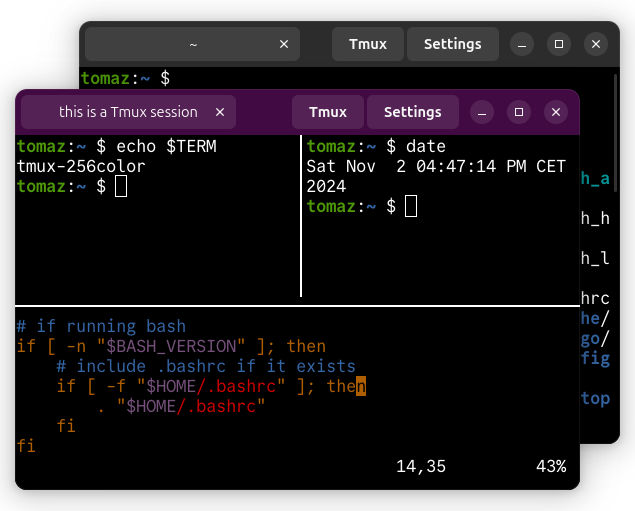 ~ × Tmux Settings
tomaz:~ $
this is a Tmux session × Tmux Settings
tomaz:~ $ echo $TERM
tmux-256color
tomaz:~ $
tomaz:~ $ date
Sat Nov  2 04:47:14 PM CET
2024
tomaz:~ $
h_a
h_h
h_l
hrc
he/
go/
fig
top
# if running bash
if [ -n "$BASH_VERSION" ]; then
    # include .bashrc if it exists
    if [ -f "$HOME/.bashrc" ]; then
        . "$HOME/.bashrc"
    fi
fi
14,35 43%